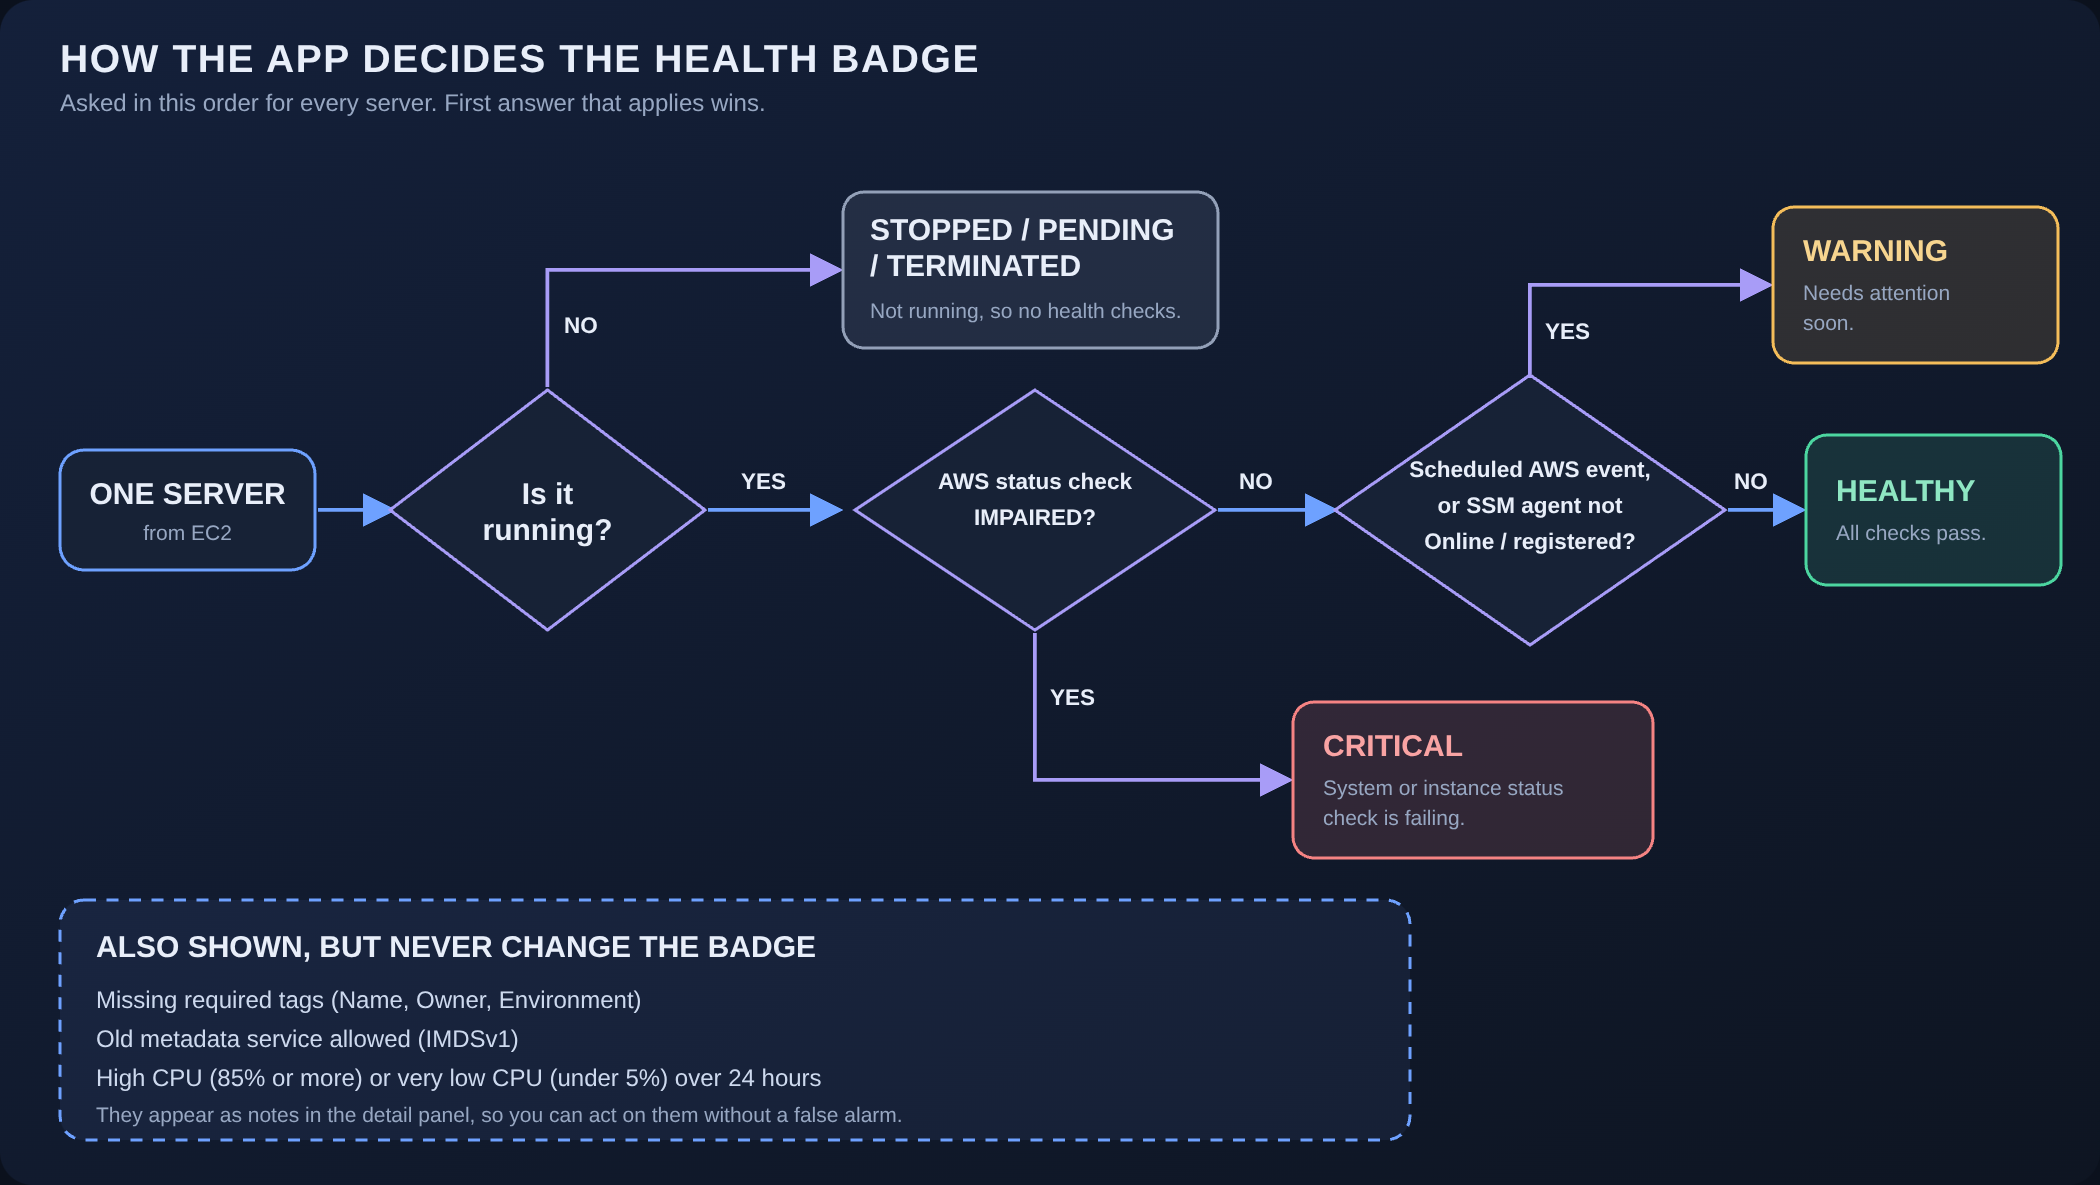 HOW THE APP DECIDES THE HEALTH BADGE
Asked in this order for every server. First answer that applies wins.
STOPPED / PENDING
/ TERMINATED
Not running, so no health checks.
WARNING
Needs attention
soon.
NO
YES
ONE SERVER
from EC2
Is it
running?
YES
AWS status check
IMPAIRED?
NO
Scheduled AWS event,
or SSM agent not
Online / registered?
NO
HEALTHY
All checks pass.
YES
CRITICAL
System or instance status
check is failing.
ALSO SHOWN, BUT NEVER CHANGE THE BADGE
Missing required tags (Name, Owner, Environment)
Old metadata service allowed (IMDSv1)
High CPU (85% or more) or very low CPU (under 5%) over 24 hours
They appear as notes in the detail panel, so you can act on them without a false alarm.